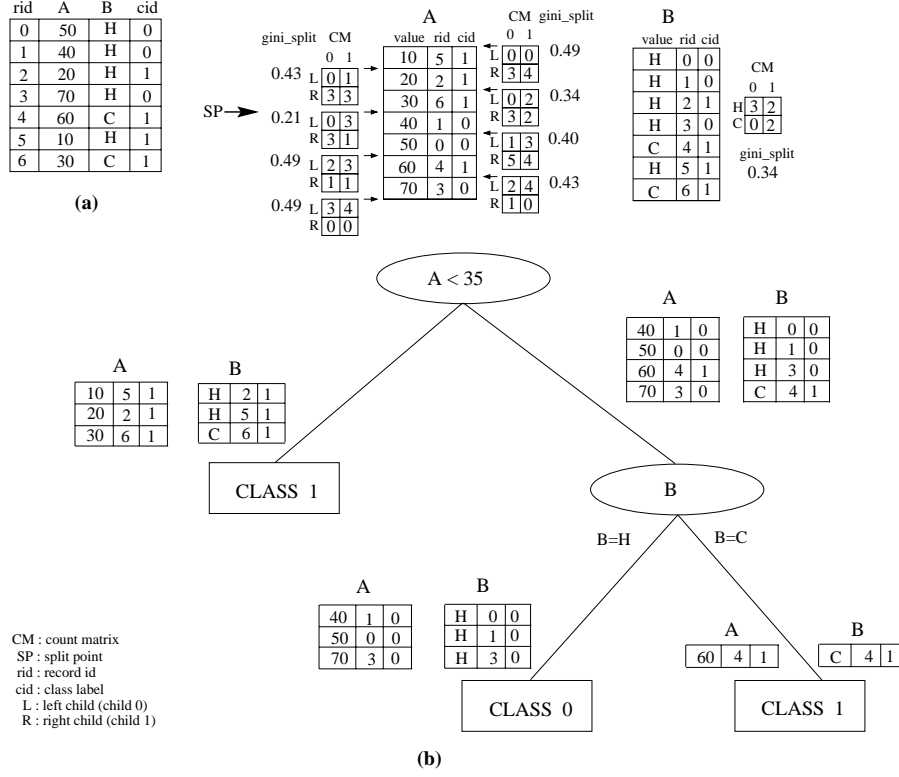 rid A B cid
0 50 H 0
1 40 H 0
2 20 H 1
3 70 H 0
4 60 C 1
5 10 H 1
6 30 C 1
(a)
gini_split CM
0 1
0.43 L 0 1
R 3 3
SP
0.21 L 0 3
R 3 1
0.49 L 2 3
R 1 1
0.49 L 3 4
R 0 0
A
value rid cid
10 5 1
20 2 1
30 6 1
40 1 0
50 0 0
60 4 1
70 3 0
CM gini_split
0 1
L 0 0 0.49
R 3 4
L 0 2 0.34
R 3 2
L 1 3 0.40
R 5 4
L 2 4 0.43
R 1 0
B
value rid cid
H 0 0
H 1 0
H 2 1
H 3 0
C 4 1
H 5 1
C 6 1
CM
0 1
H 3 2
C 0 2
gini_split
0.34
A < 35
A
40 1 0
50 0 0
60 4 1
70 3 0
B
H 0 0
H 1 0
H 3 0
C 4 1
A
10 5 1
20 2 1
30 6 1
B
H 2 1
H 5 1
C 6 1
CLASS 1
B
B=H B=C
A
40 1 0
50 0 0
70 3 0
B
H 0 0
H 1 0
H 3 0
A
60 4 1
B
C 4 1
CLASS 0
CLASS 1
CM : count matrix
SP : split point
rid : record id
cid : class label
L : left child (child 0)
R : right child (child 1)
(b)